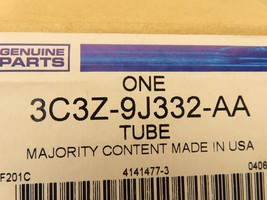 GENUINE
PARTS
ONE
3C3Z-9J332-AA
TUBE
MAJORITY CONTENT MADE IN USA
F201C 4141477-3 0406